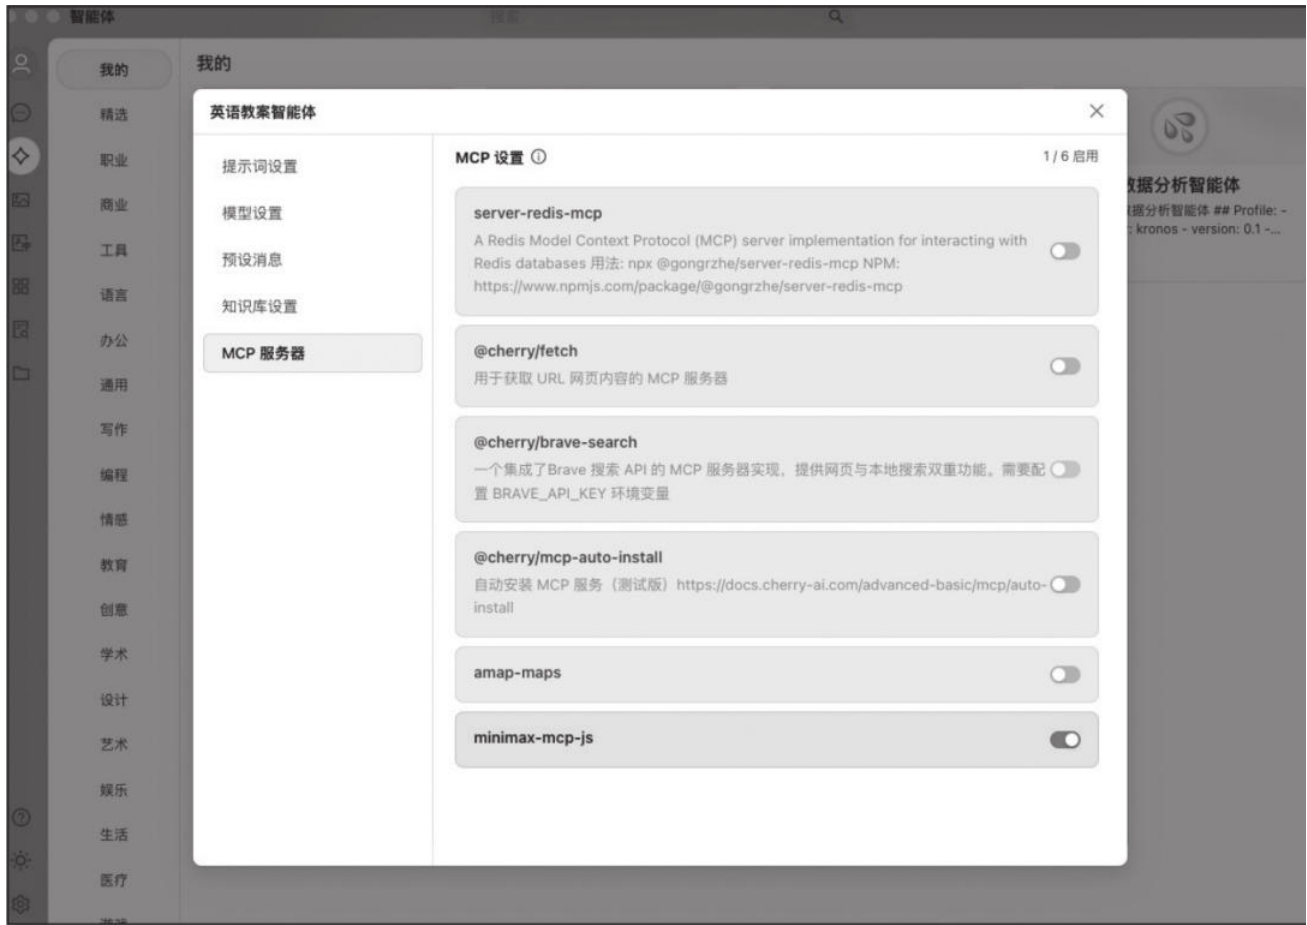 智能体
搜索
我的
精选
职业
商业
工具
语言
办公
通用
写作
编程
情感
教育
创意
学术
设计
艺术
娱乐
生活
医疗
我的
英语教案智能体
提示词设置
模型设置
预设消息
知识库设置
MCP 服务器
MCP 设置
1 / 6 启用
server-redis-mcp
A Redis Model Context Protocol (MCP) server implementation for interacting with
Redis databases 用法: npx @gongrzhe/server-redis-mcp NPM:
https://www.npmjs.com/package/@gongrzhe/server-redis-mcp
@cherry/fetch
用于获取 URL 网页内容的 MCP 服务器
@cherry/brave-search
一个集成了Brave 搜索 API 的 MCP 服务器实现，提供网页与本地搜索双重功能。需要配
置 BRAVE_API_KEY 环境变量
@cherry/mcp-auto-install
自动安装 MCP 服务（测试版）https://docs.cherry-ai.com/advanced-basic/mcp/auto-
install
amap-maps
minimax-mcp-js
据分析智能体
据分析智能体 ## Profile: -
: kronos - version: 0.1 -...